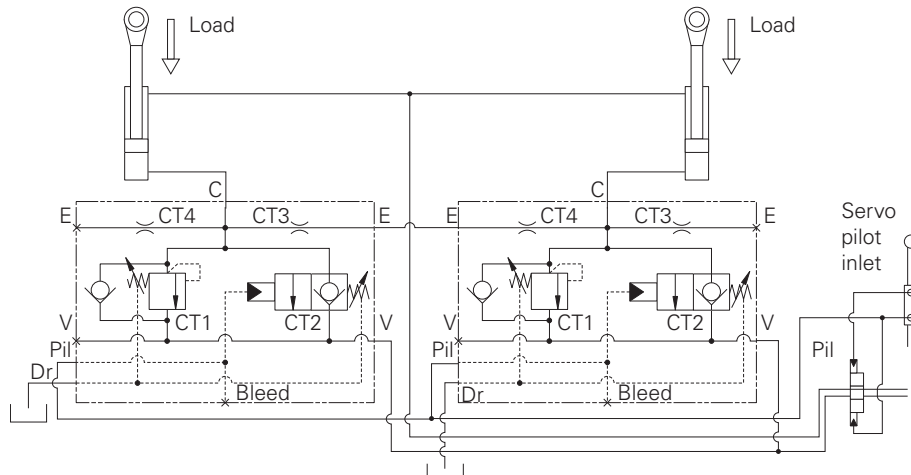 Load
Load
C
C
E
CT4
CT3
E
E
CT4
CT3
E
Servo
pilot
inlet
CT1
CT2
CT1
CT2
V
V
V
V
Pil
Pil
Pil
Dr
Bleed
Dr
Bleed